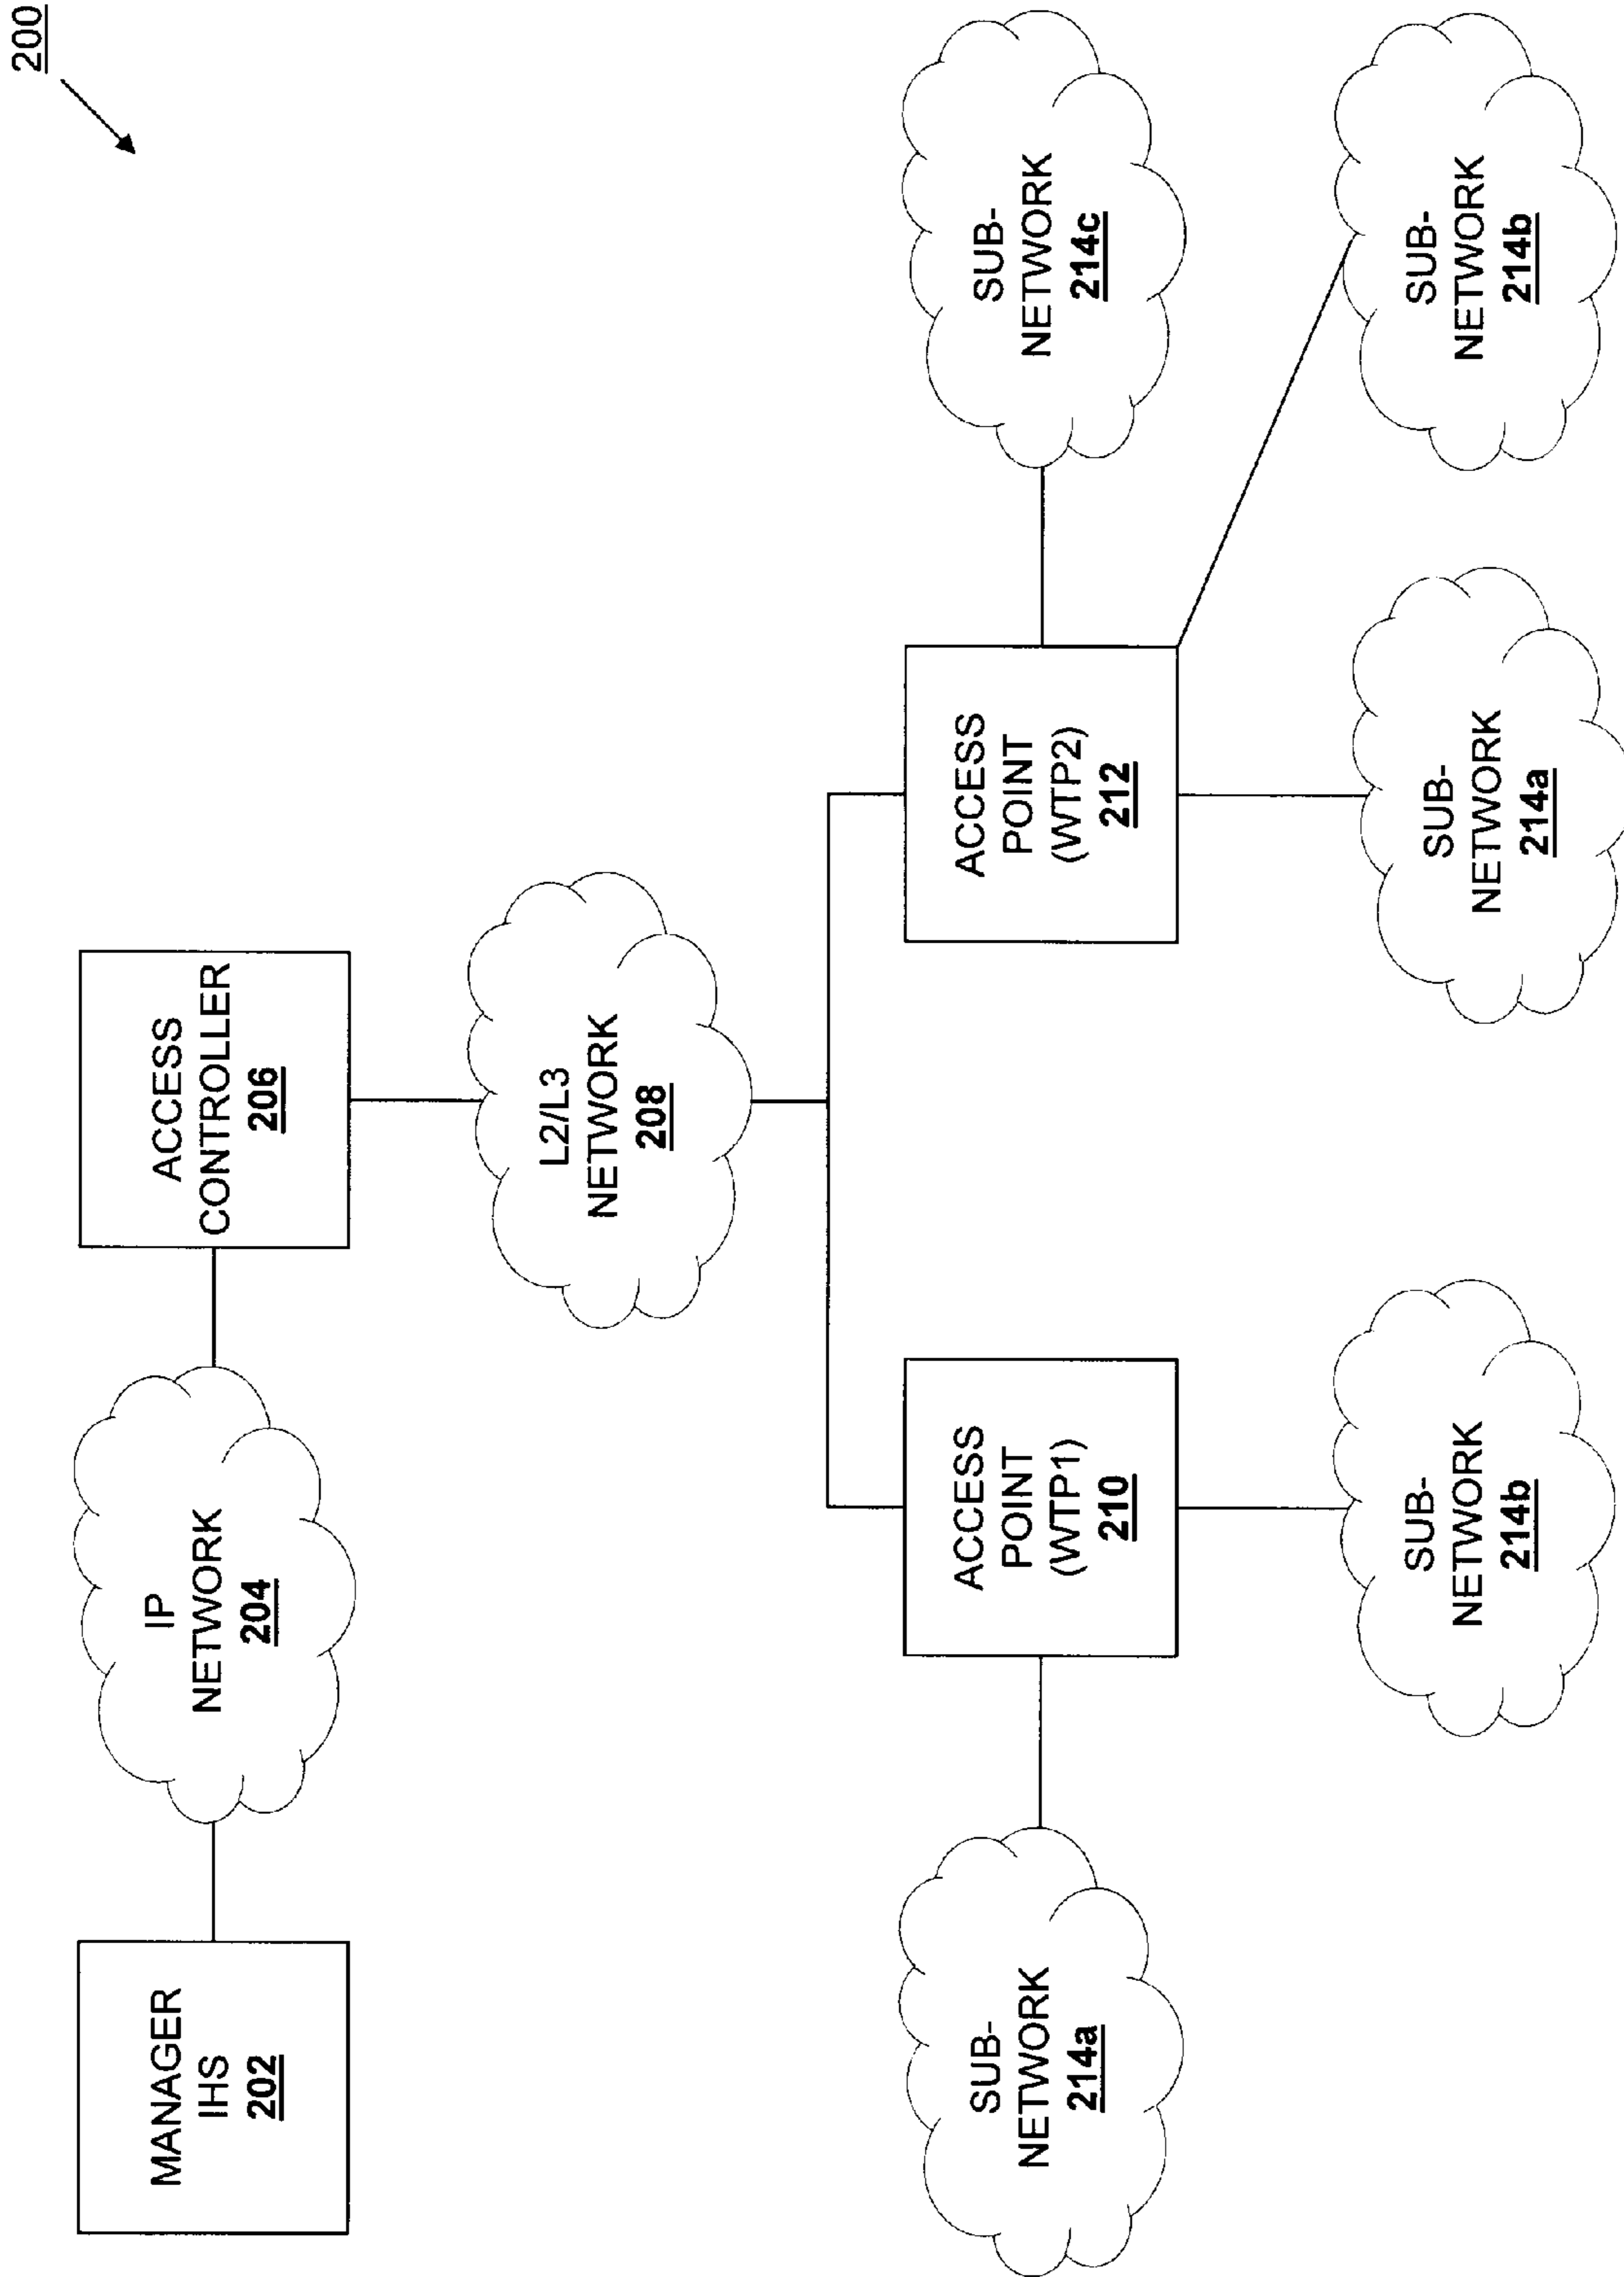 200
MANAGER
IHS
202
IP
NETWORK
204
ACCESS
CONTROLLER
206
L2/L3
NETWORK
208
ACCESS
POINT
(WTP1)
210
ACCESS
POINT
(WTP2)
212
SUB-
NETWORK
214a
SUB-
NETWORK
214b
SUB-
NETWORK
214a
SUB-
NETWORK
214b
SUB-
NETWORK
214c